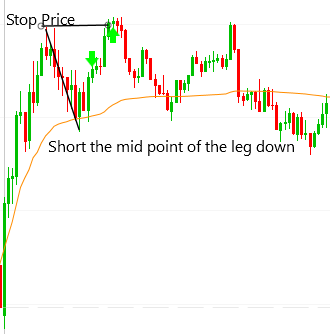 Stop Price
Short the mid point of the leg down